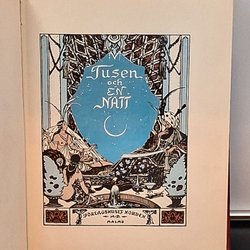 Tusen
och
EN
NATT
FÖRLAGSHUSET NORDEN
A.B.
MALMÖ